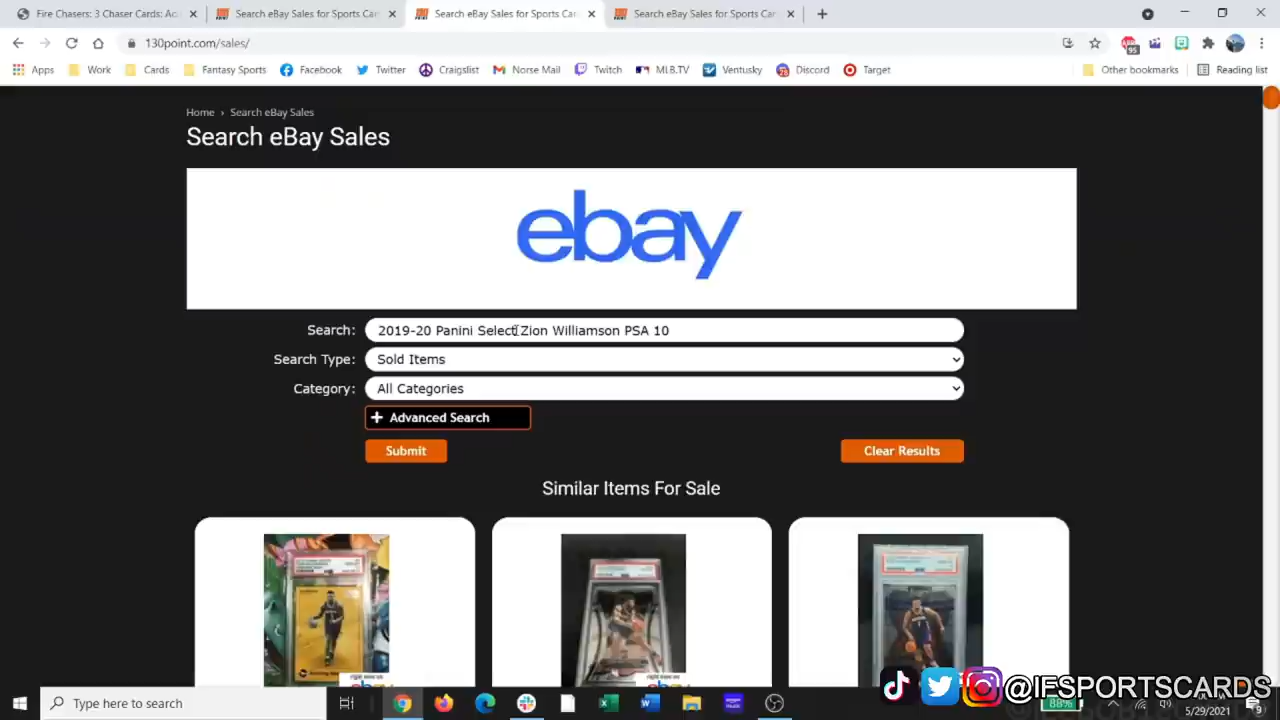 Fire Chasers: 3 Chaser Cards: Ac
Search eBay Sales for Sports Car
Search eBay Sales for Sports Car
Search eBay Sales for Sports Car
130point.com/sales/
95
Apps
Work
Cards
Fantasy Sports
Facebook
Twitter
Craigslist
Norse Mail
Twitch
MLB.TV
Ventusky
Discord
Target
Other bookmarks
Reading list
Home › Search eBay Sales
Search eBay Sales
ebay
Search: 2019-20 Panini Select Zion Williamson PSA 10
Search Type: Sold Items
Category: All Categories
+ Advanced Search
Submit
Clear Results
Similar Items For Sale
@IFSPORTSCARDS
Type here to search
88%
5/29/2021
9